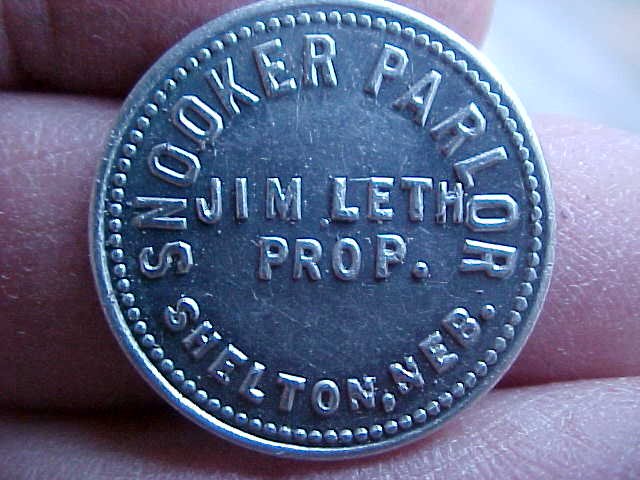 SNOOKER PARLOR
JIM LETH
PROP.
SHELTON, NEB.